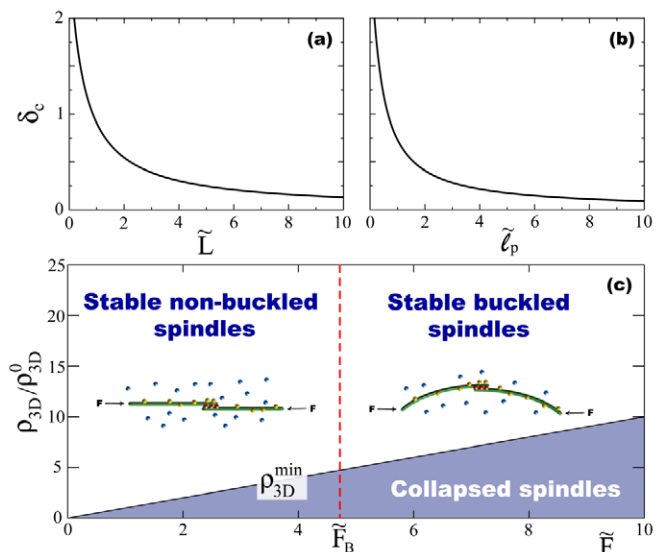 (a)
(b)
2
1
0
δc
0 2 4 6 8 10
0 2 4 6 8 10
L̃
ℓ̃p
(c)
25
20
15
10
5
0
ρ3D/ρ⁰3D
Stable non-buckled
spindles
Stable buckled
spindles
F F
F F
ρ3Dmin
Collapsed spindles
0 2 4 6 8 10
F̃B
F̃